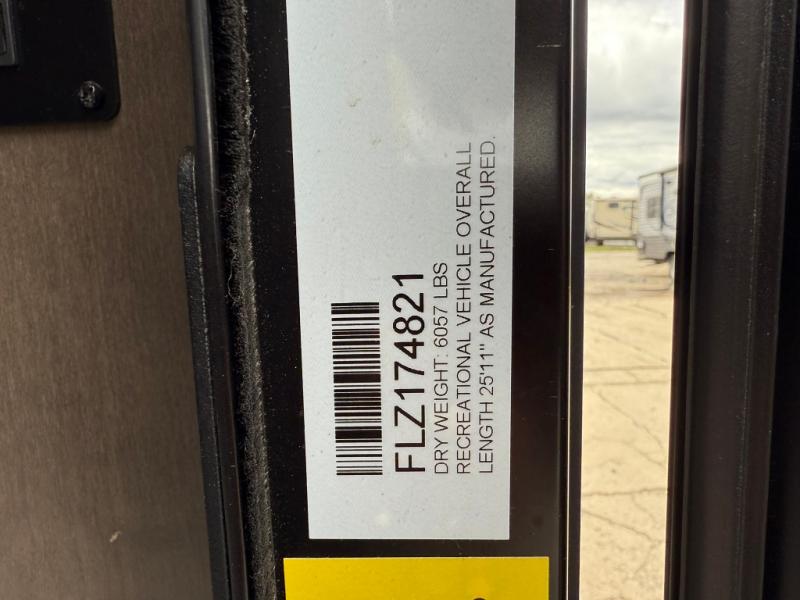 FLZ174821
DRY WEIGHT: 6057 LBS
RECREATIONAL VEHICLE OVERALL
LENGTH 25'11" AS MANUFACTURED.